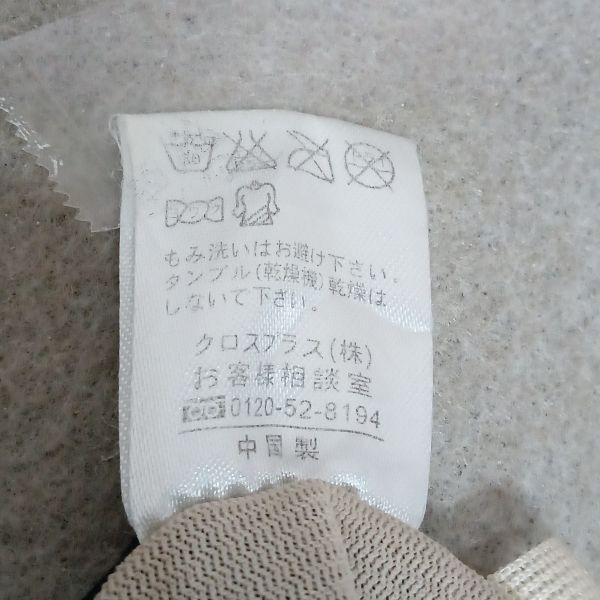 もみ洗いはお避け下さい。
タンブル(乾燥機)乾燥は
しないて下さい。
クロスプラス(株)
お客様相談室
0120-52-8194
中国製